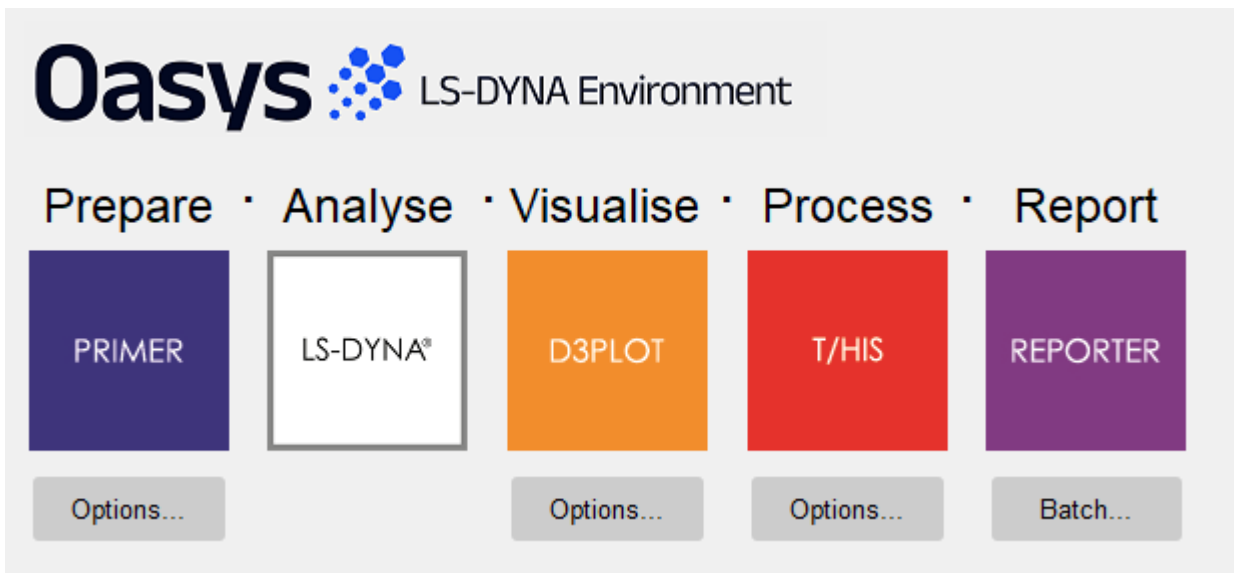 Oasys LS-DYNA Environment
Prepare · Analyse · Visualise · Process · Report
PRIMER LS-DYNA® D3PLOT T/HIS REPORTER
Options... Options... Options... Batch...